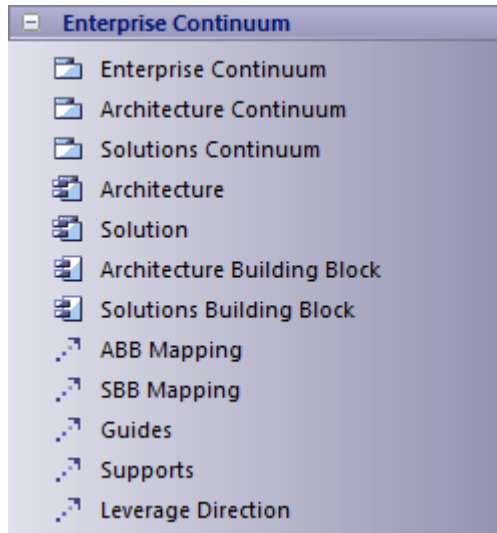 Enterprise Continuum
Enterprise Continuum
Architecture Continuum
Solutions Continuum
Architecture
Solution
Architecture Building Block
Solutions Building Block
ABB Mapping
SBB Mapping
Guides
Supports
Leverage Direction